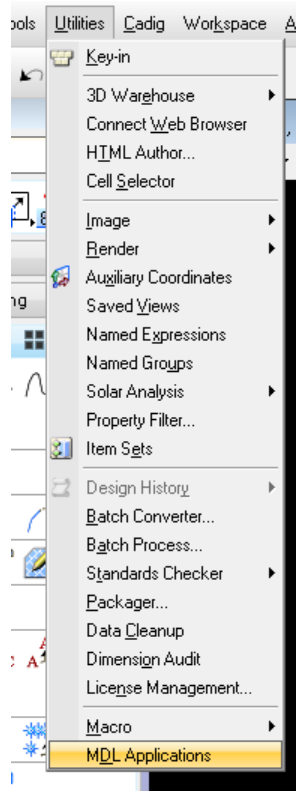 ools Utilities Cadig Workspace A
Key-in
3D Warehouse
Connect Web Browser
HTML Author...
Cell Selector
Image
Render
Auxiliary Coordinates
ng
Saved Views
Named Expressions
Named Groups
Solar Analysis
Property Filter...
Item Sets
Design History
Batch Converter...
Batch Process...
Standards Checker
Packager...
Data Cleanup
Dimension Audit
License Management...
Macro
MDL Applications